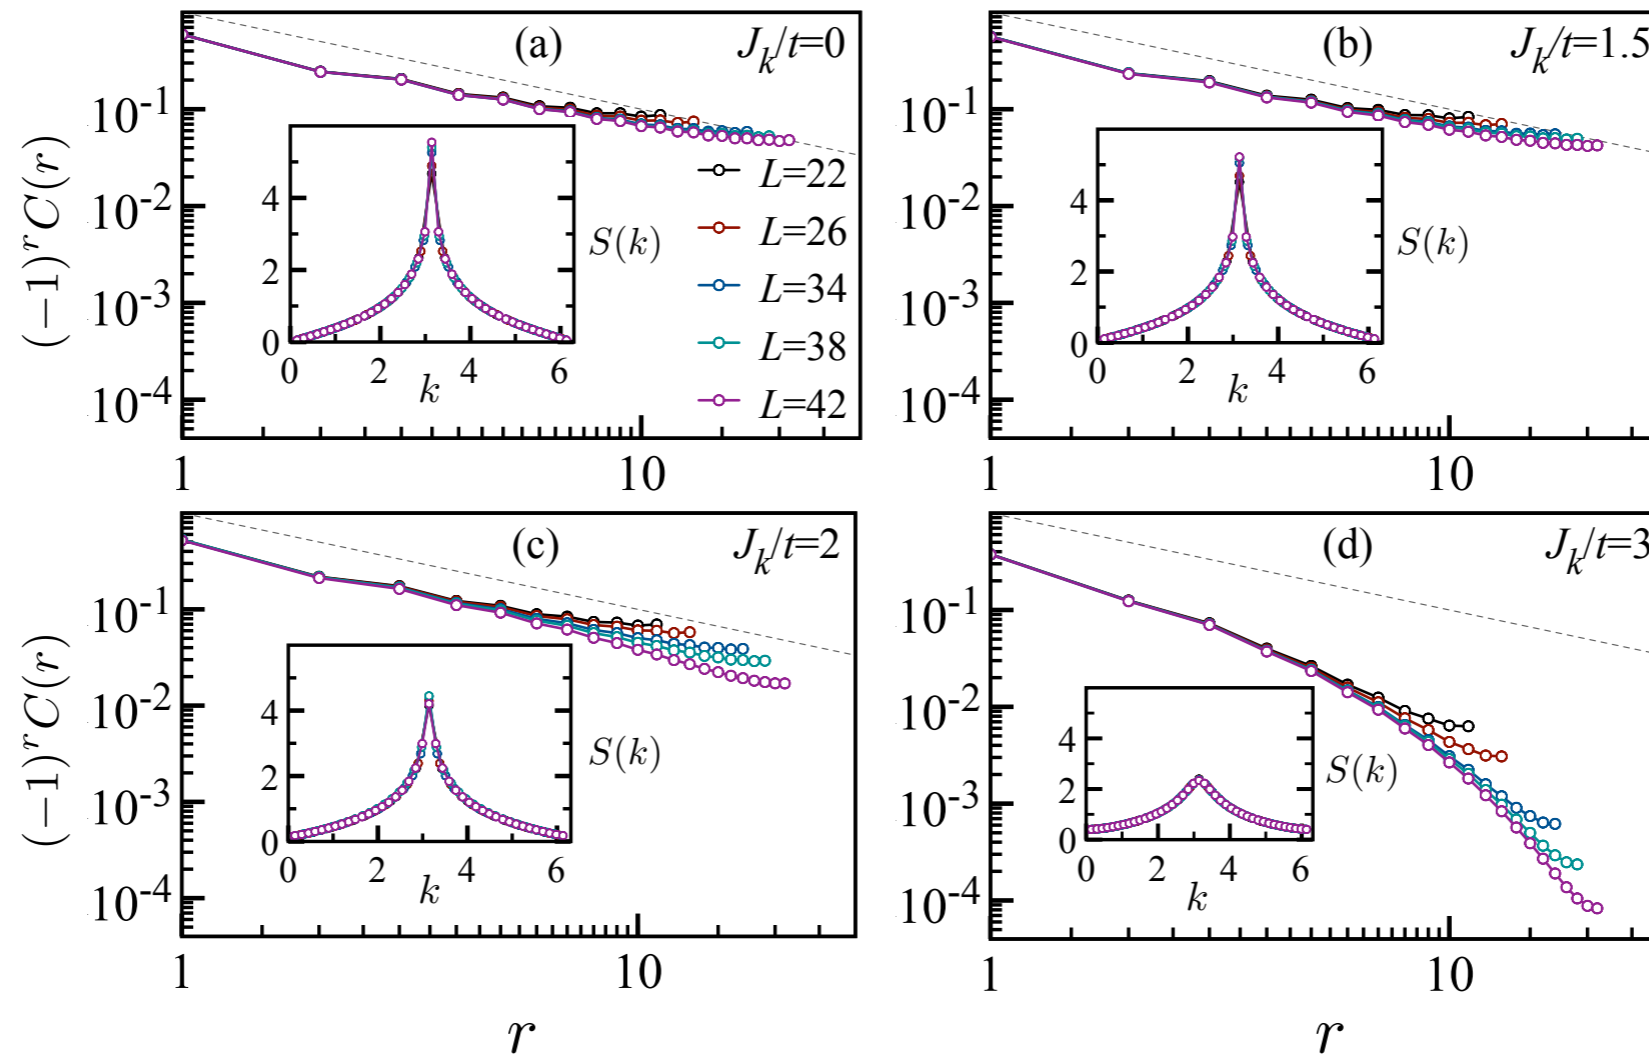 (a)
J_k/t=0
(−1)^r C(r)
10^-1
10^-2
10^-3
10^-4
1
10
4
2
0
0
2
4
6
k
S(k)
L=22
L=26
L=34
L=38
L=42
(b)
J_k/t=1.5
10^-1
10^-2
10^-3
10^-4
1
10
4
2
0
0
2
4
6
k
S(k)
(c)
J_k/t=2
(−1)^r C(r)
10^-1
10^-2
10^-3
10^-4
1
10
r
4
2
0
0
2
4
6
k
S(k)
(d)
J_k/t=3
10^-1
10^-2
10^-3
10^-4
1
10
r
4
2
0
0
2
4
6
k
S(k)